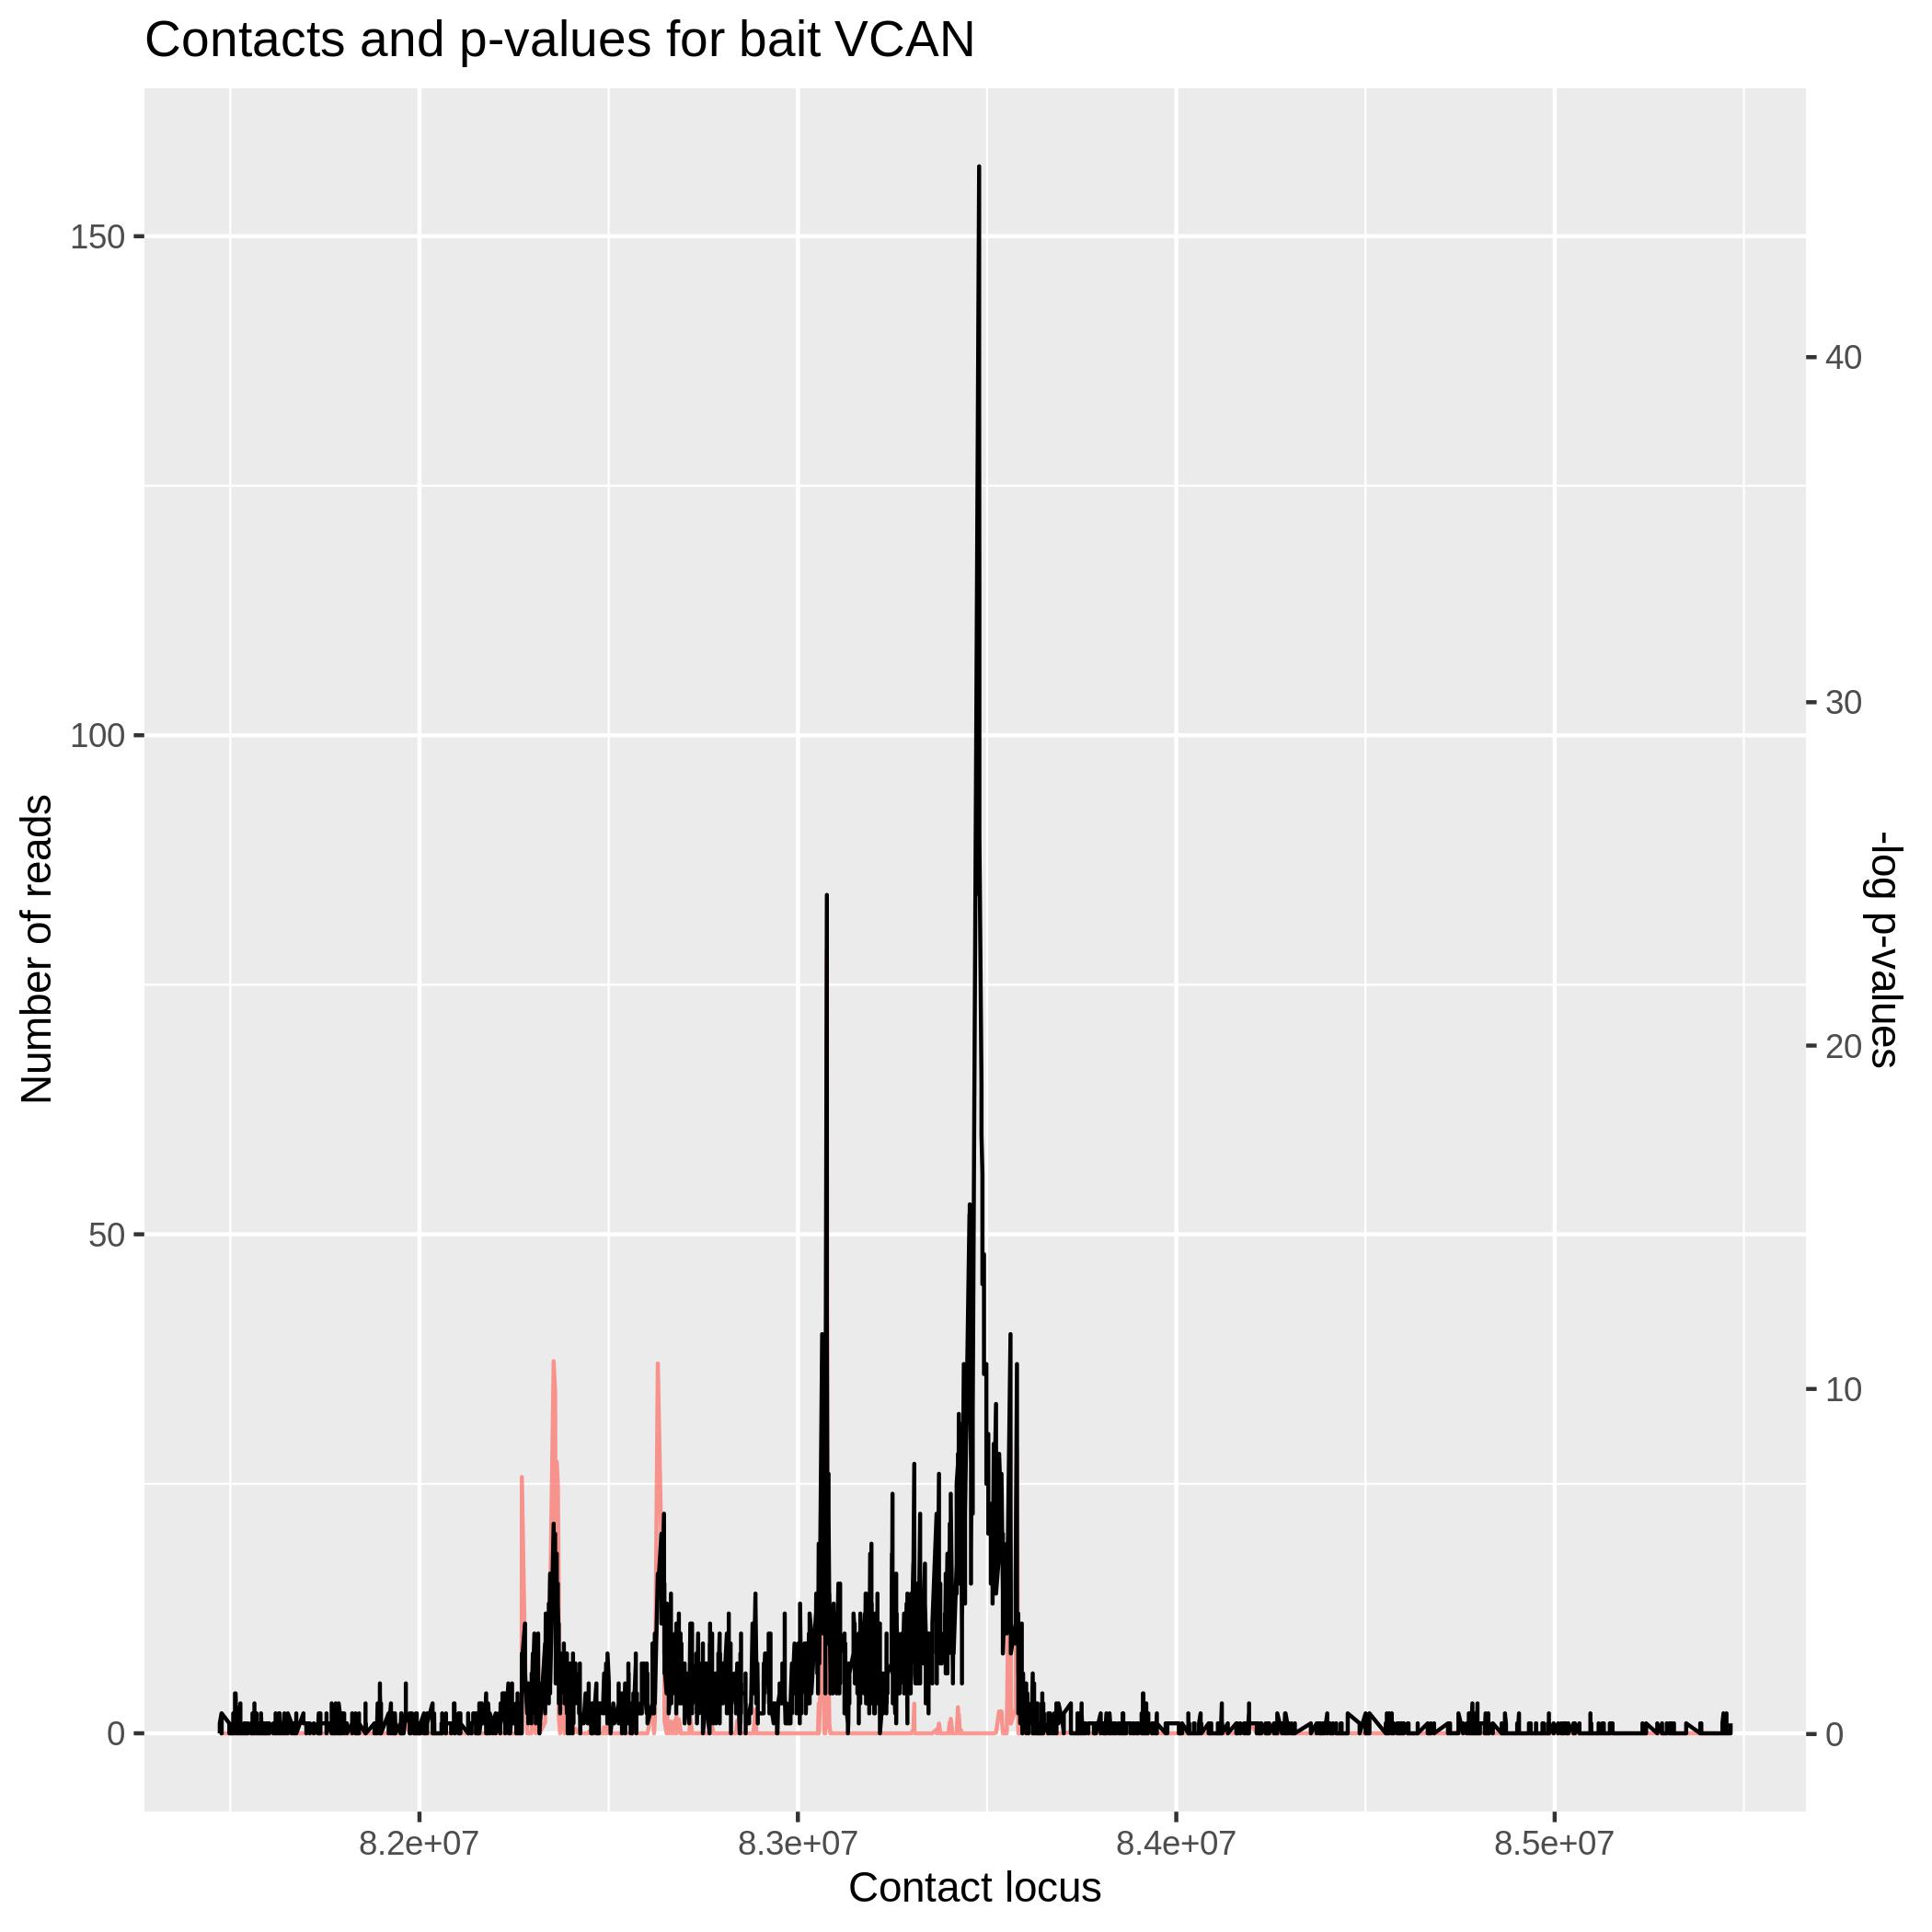 Contacts and p-values for bait VCAN
150
100
50
0
Number of reads
40
30
20
10
0
-log p-values
8.2e+07 8.3e+07 8.4e+07 8.5e+07
Contact locus